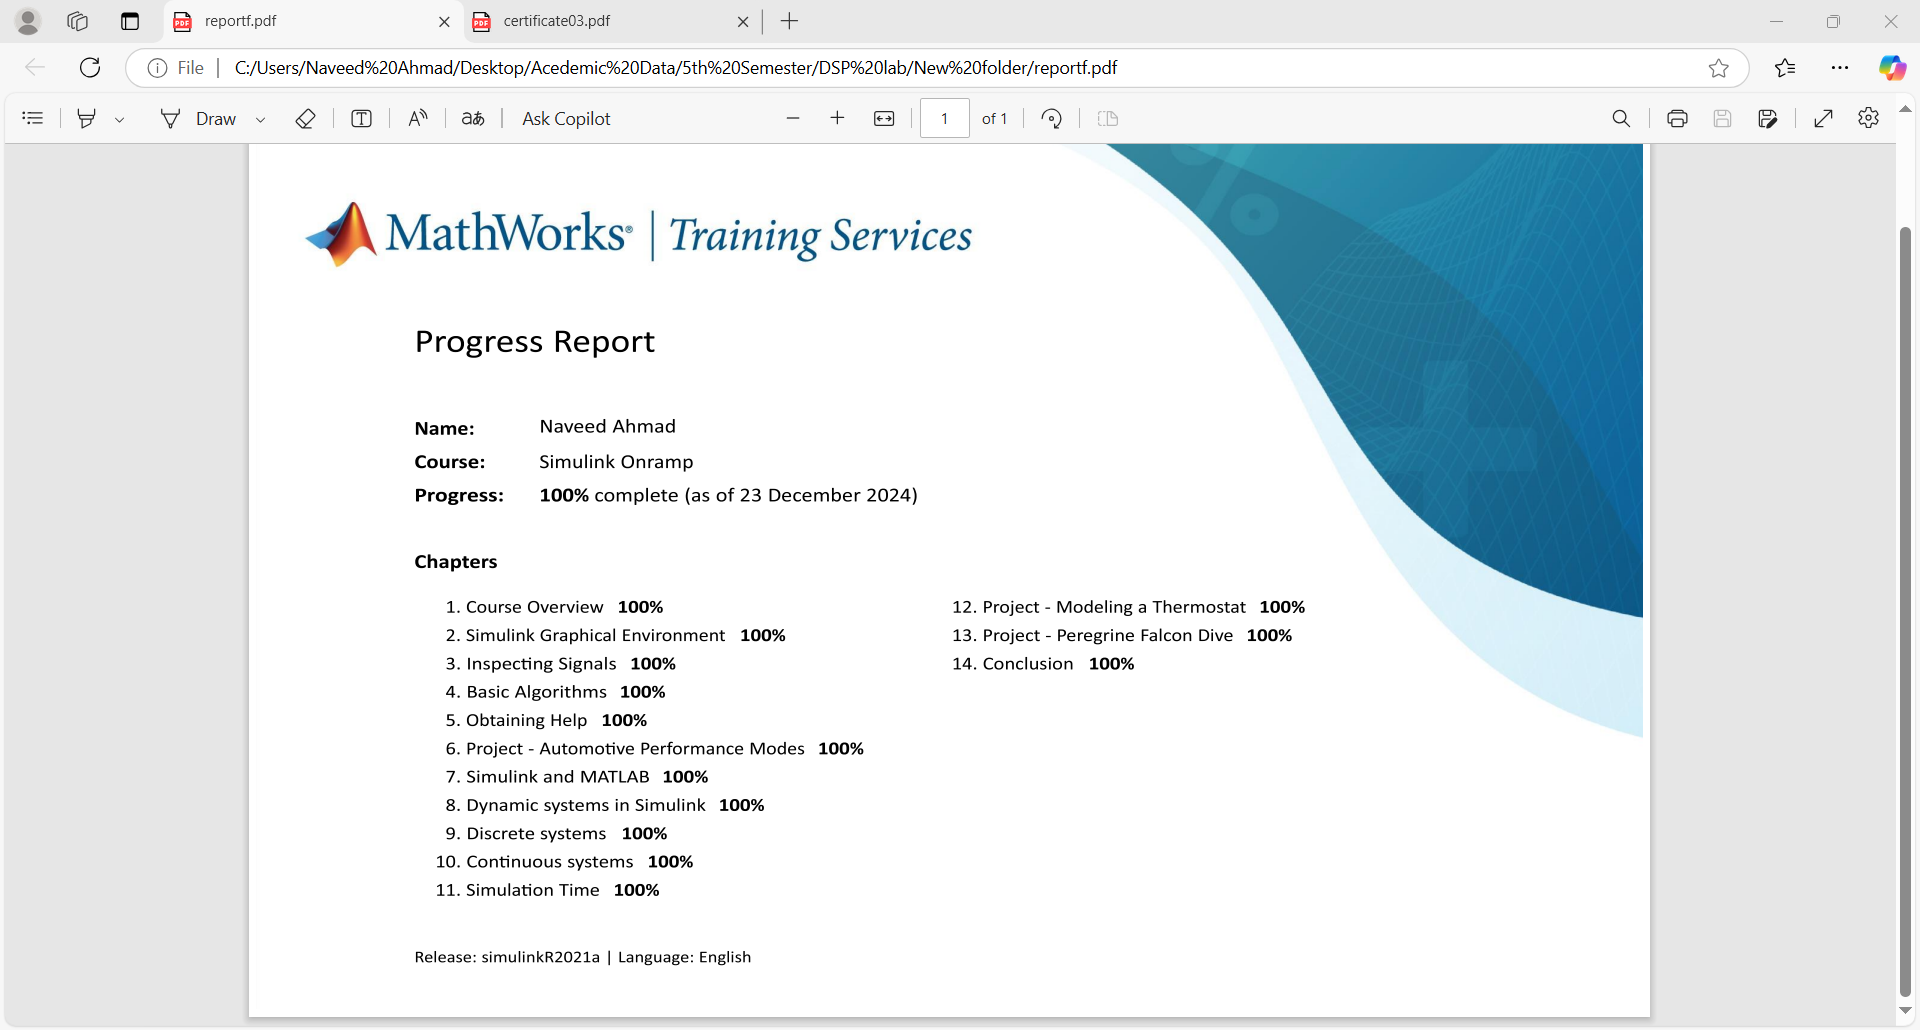 reportf.pdf
certificate03.pdf
File
C:/Users/Naveed%20Ahmad/Desktop/Acedemic%20Data/5th%20Semester/DSP%20lab/New%20folder/reportf.pdf
Draw
Ask Copilot
1 of 1
MathWorks® | Training Services
Progress Report
Name: Naveed Ahmad
Course: Simulink Onramp
Progress: 100% complete (as of 23 December 2024)
Chapters
1. Course Overview 100%
2. Simulink Graphical Environment 100%
3. Inspecting Signals 100%
4. Basic Algorithms 100%
5. Obtaining Help 100%
6. Project - Automotive Performance Modes 100%
7. Simulink and MATLAB 100%
8. Dynamic systems in Simulink 100%
9. Discrete systems 100%
10. Continuous systems 100%
11. Simulation Time 100%
12. Project - Modeling a Thermostat 100%
13. Project - Peregrine Falcon Dive 100%
14. Conclusion 100%
Release: simulinkR2021a | Language: English